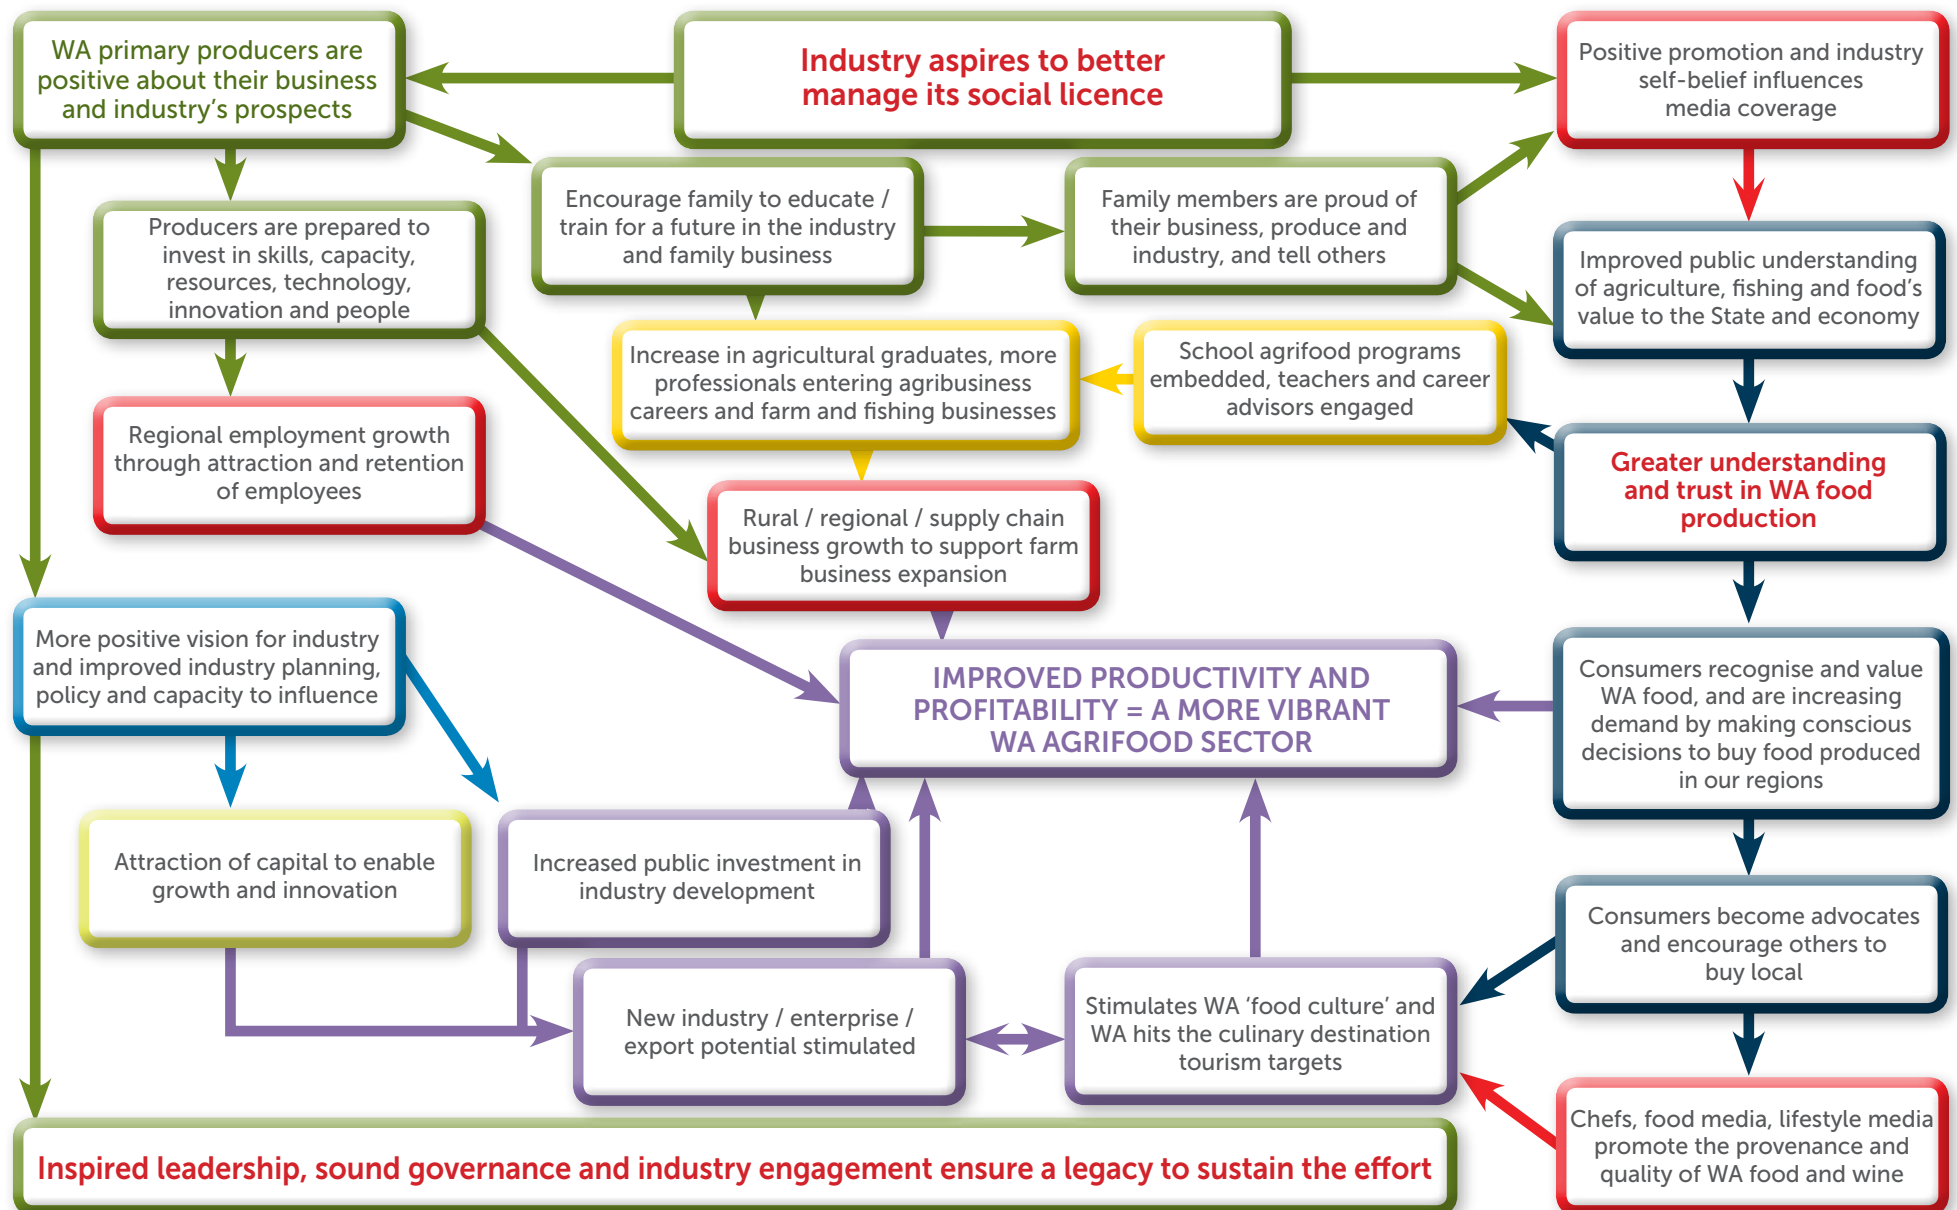 WA primary producers are
positive about their business
and industry's prospects
Industry aspires to better
manage its social licence
Positive promotion and industry
self-belief influences
media coverage
Encourage family to educate /
train for a future in the industry
and family business
Family members are proud of
their business, produce and
industry, and tell others
Producers are prepared to
invest in skills, capacity,
resources, technology,
innovation and people
Improved public understanding
of agriculture, fishing and food's
value to the State and economy
Increase in agricultural graduates, more
professionals entering agribusiness
careers and farm and fishing businesses
School agrifood programs
embedded, teachers and career
advisors engaged
Regional employment growth
through attraction and retention
of employees
Greater understanding
and trust in WA food
production
Rural / regional / supply chain
business growth to support farm
business expansion
More positive vision for industry
and improved industry planning,
policy and capacity to influence
IMPROVED PRODUCTIVITY AND
PROFITABILITY = A MORE VIBRANT
WA AGRIFOOD SECTOR
Consumers recognise and value
WA food, and are increasing
demand by making conscious
decisions to buy food produced
in our regions
Attraction of capital to enable
growth and innovation
Increased public investment in
industry development
Consumers become advocates
and encourage others to
buy local
New industry / enterprise /
export potential stimulated
Stimulates WA ‘food culture’ and
WA hits the culinary destination
tourism targets
Chefs, food media, lifestyle media
promote the provenance and
quality of WA food and wine
Inspired leadership, sound governance and industry engagement ensure a legacy to sustain the effort